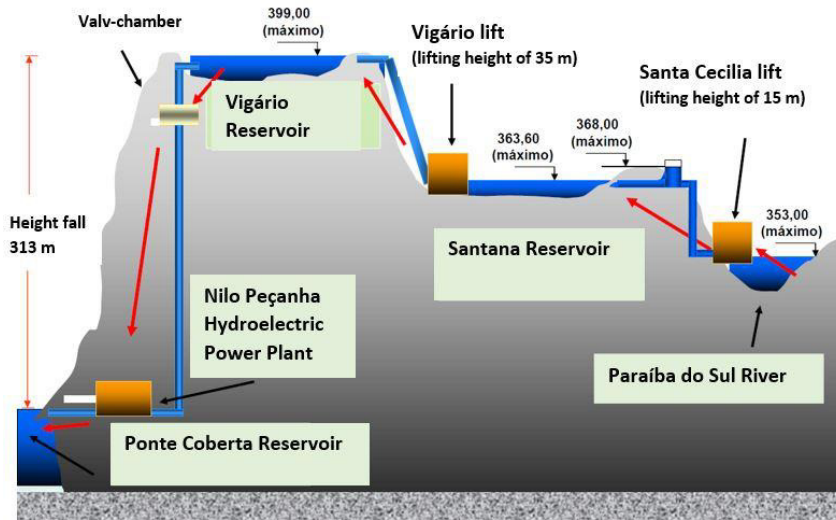 Valv-chamber
399,00
(máximo)
Vigário lift
(lifting height of 35 m)
Santa Cecilia lift
(lifting height of 15 m)
Vigário
Reservoir
363,60
(máximo)
368,00
(máximo)
353,00
(máximo)
Height fall
313 m
Santana Reservoir
Nilo Peçanha
Hydroelectric
Power Plant
Paraíba do Sul River
Ponte Coberta Reservoir